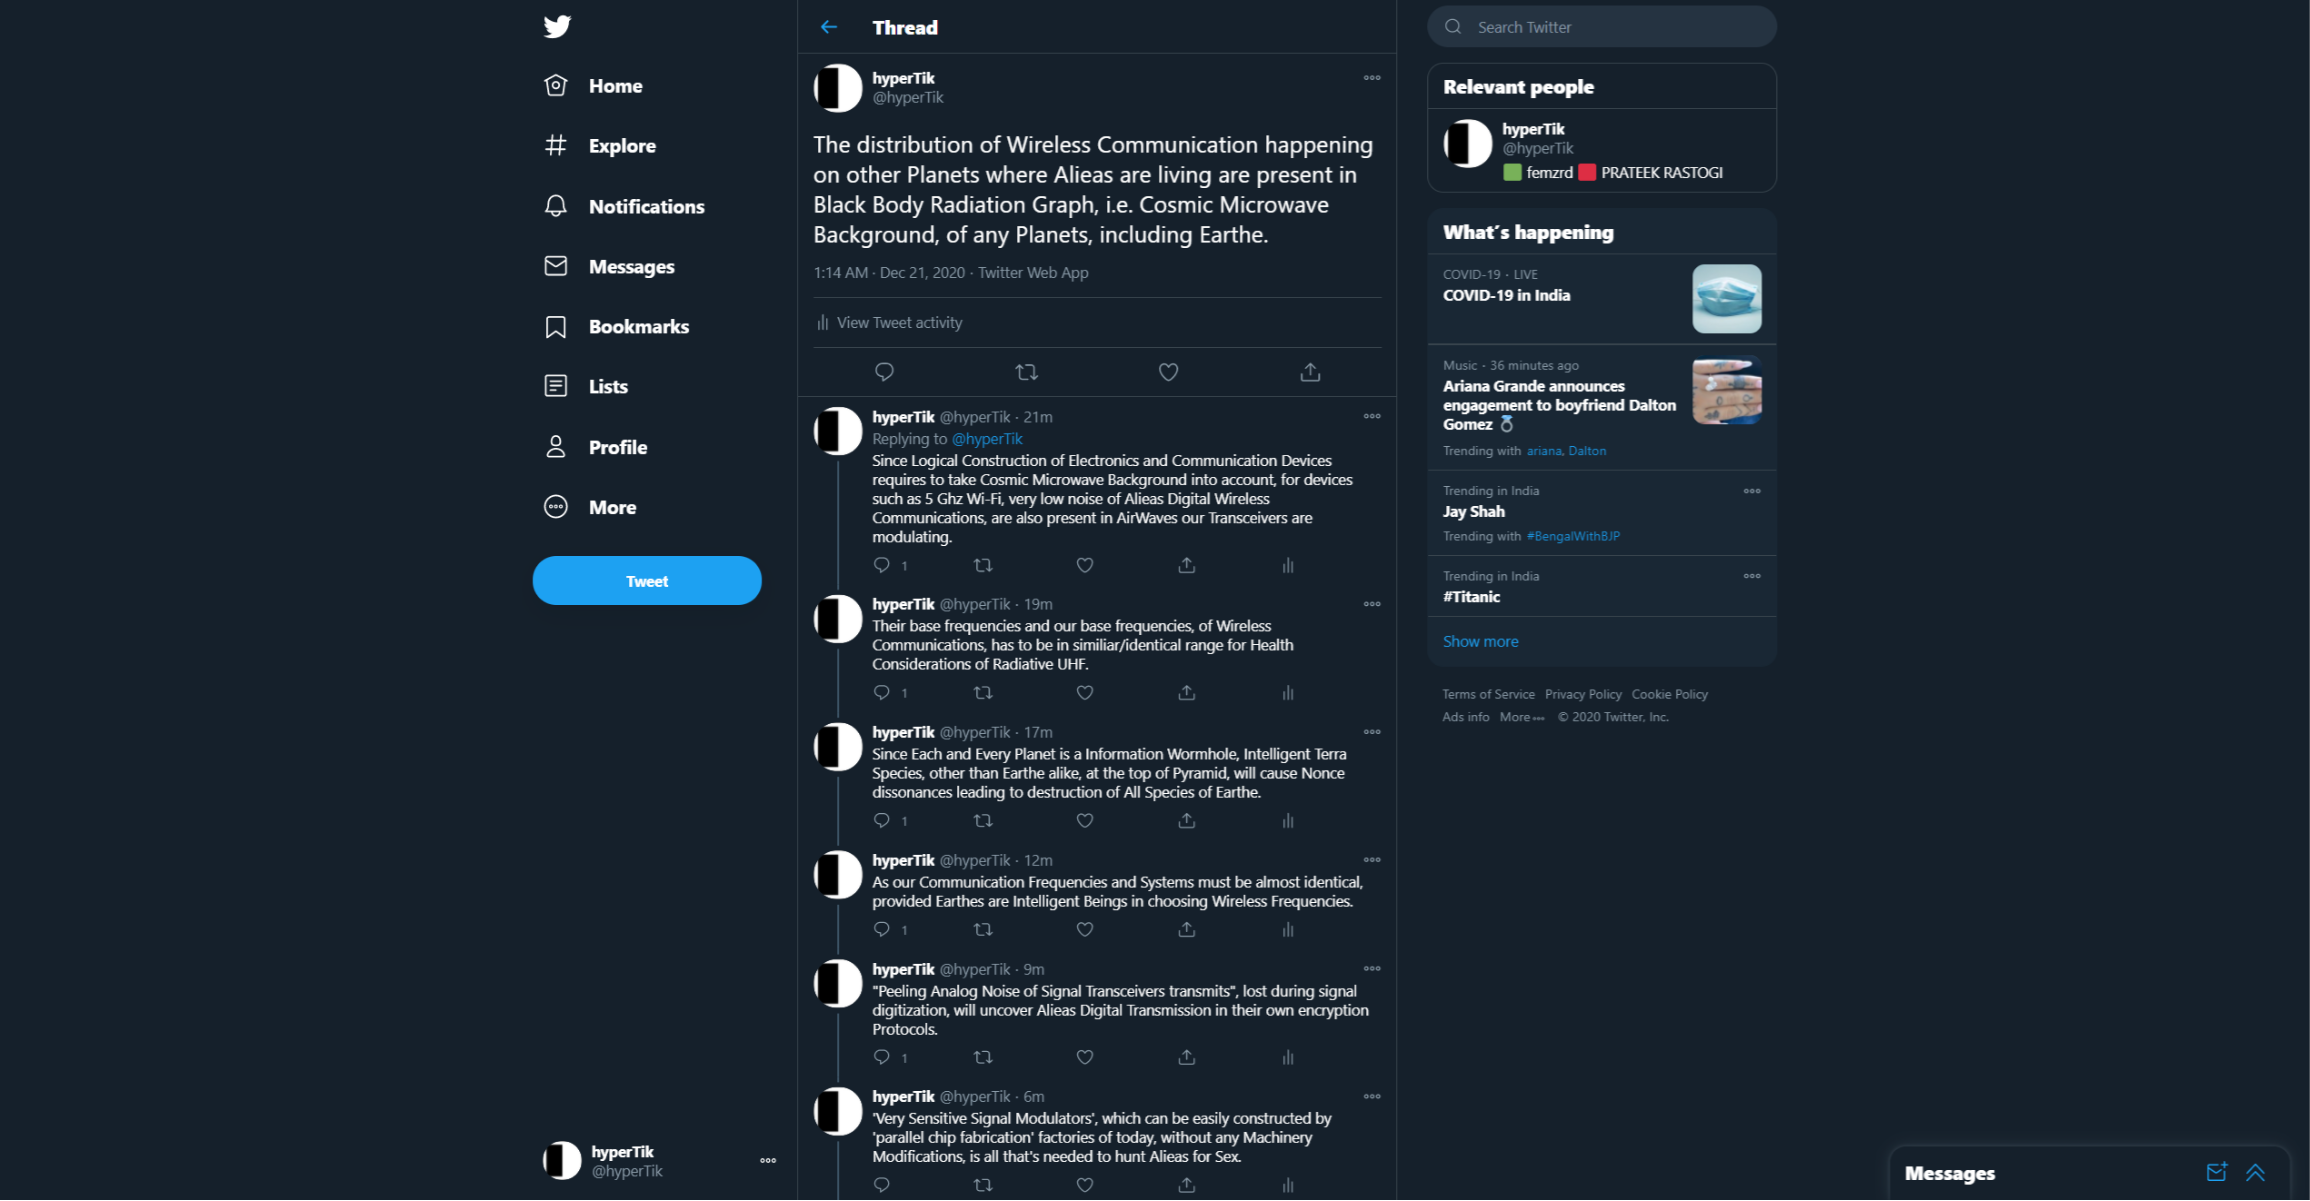 Home
Explore
Notifications
Messages
Bookmarks
Lists
Profile
More
Tweet
hyperTik
@hyperTik
Thread
hyperTik
@hyperTik
The distribution of Wireless Communication happening
on other Planets where Alieas are living are present in
Black Body Radiation Graph, i.e. Cosmic Microwave
Background, of any Planets, including Earthe.
1:14 AM · Dec 21, 2020 · Twitter Web App
View Tweet activity
hyperTik @hyperTik · 21m
Replying to @hyperTik
Since Logical Construction of Electronics and Communication Devices
requires to take Cosmic Microwave Background into account, for devices
such as 5 Ghz Wi-Fi, very low noise of Alieas Digital Wireless
Communications, are also present in AirWaves our Transceivers are
modulating.
1
hyperTik @hyperTik · 19m
Their base frequencies and our base frequencies, of Wireless
Communications, has to be in similiar/identical range for Health
Considerations of Radiative UHF.
1
hyperTik @hyperTik · 17m
Since Each and Every Planet is a Information Wormhole, Intelligent Terra
Species, other than Earthe alike, at the top of Pyramid, will cause Nonce
dissonances leading to destruction of All Species of Earthe.
1
hyperTik @hyperTik · 12m
As our Communication Frequencies and Systems must be almost identical,
provided Earthes are Intelligent Beings in choosing Wireless Frequencies.
1
hyperTik @hyperTik · 9m
"Peeling Analog Noise of Signal Transceivers transmits", lost during signal
digitization, will uncover Alieas Digital Transmission in their own encryption
Protocols.
1
hyperTik @hyperTik · 6m
'Very Sensitive Signal Modulators', which can be easily constructed by
'parallel chip fabrication' factories of today, without any Machinery
Modifications, is all that's needed to hunt Alieas for Sex.
Search Twitter
Relevant people
hyperTik
@hyperTik
femzrd PRATEEK RASTOGI
What's happening
COVID-19 · LIVE
COVID-19 in India
Music · 36 minutes ago
Ariana Grande announces
engagement to boyfriend Dalton
Gomez
Trending with ariana, Dalton
Trending in India
Jay Shah
Trending with #BengalWithBJP
Trending in India
#Titanic
Show more
Terms of Service Privacy Policy Cookie Policy
Ads info More © 2020 Twitter, Inc.
Messages